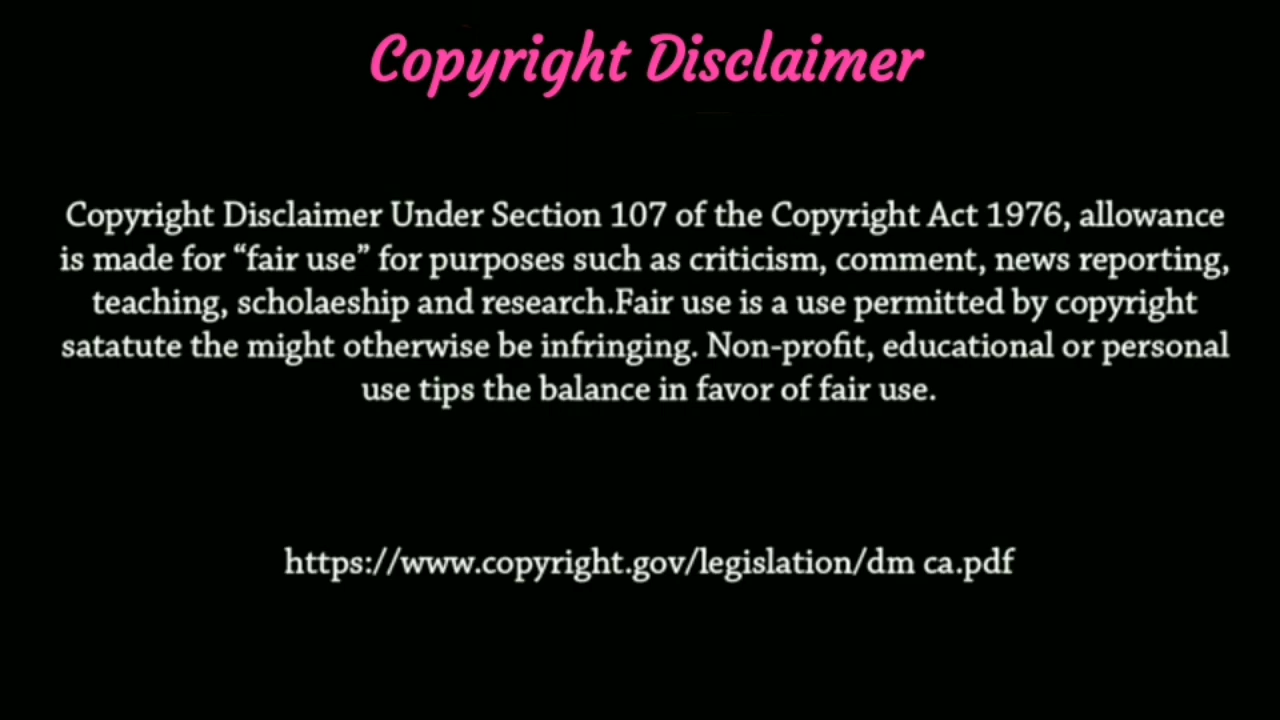 Copyright Disclaimer
Copyright Disclaimer Under Section 107 of the Copyright Act 1976, allowance
is made for “fair use” for purposes such as criticism, comment, news reporting,
teaching, scholaeship and research.Fair use is a use permitted by copyright
satatute the might otherwise be infringing. Non-profit, educational or personal
use tips the balance in favor of fair use.
https://www.copyright.gov/legislation/dm ca.pdf